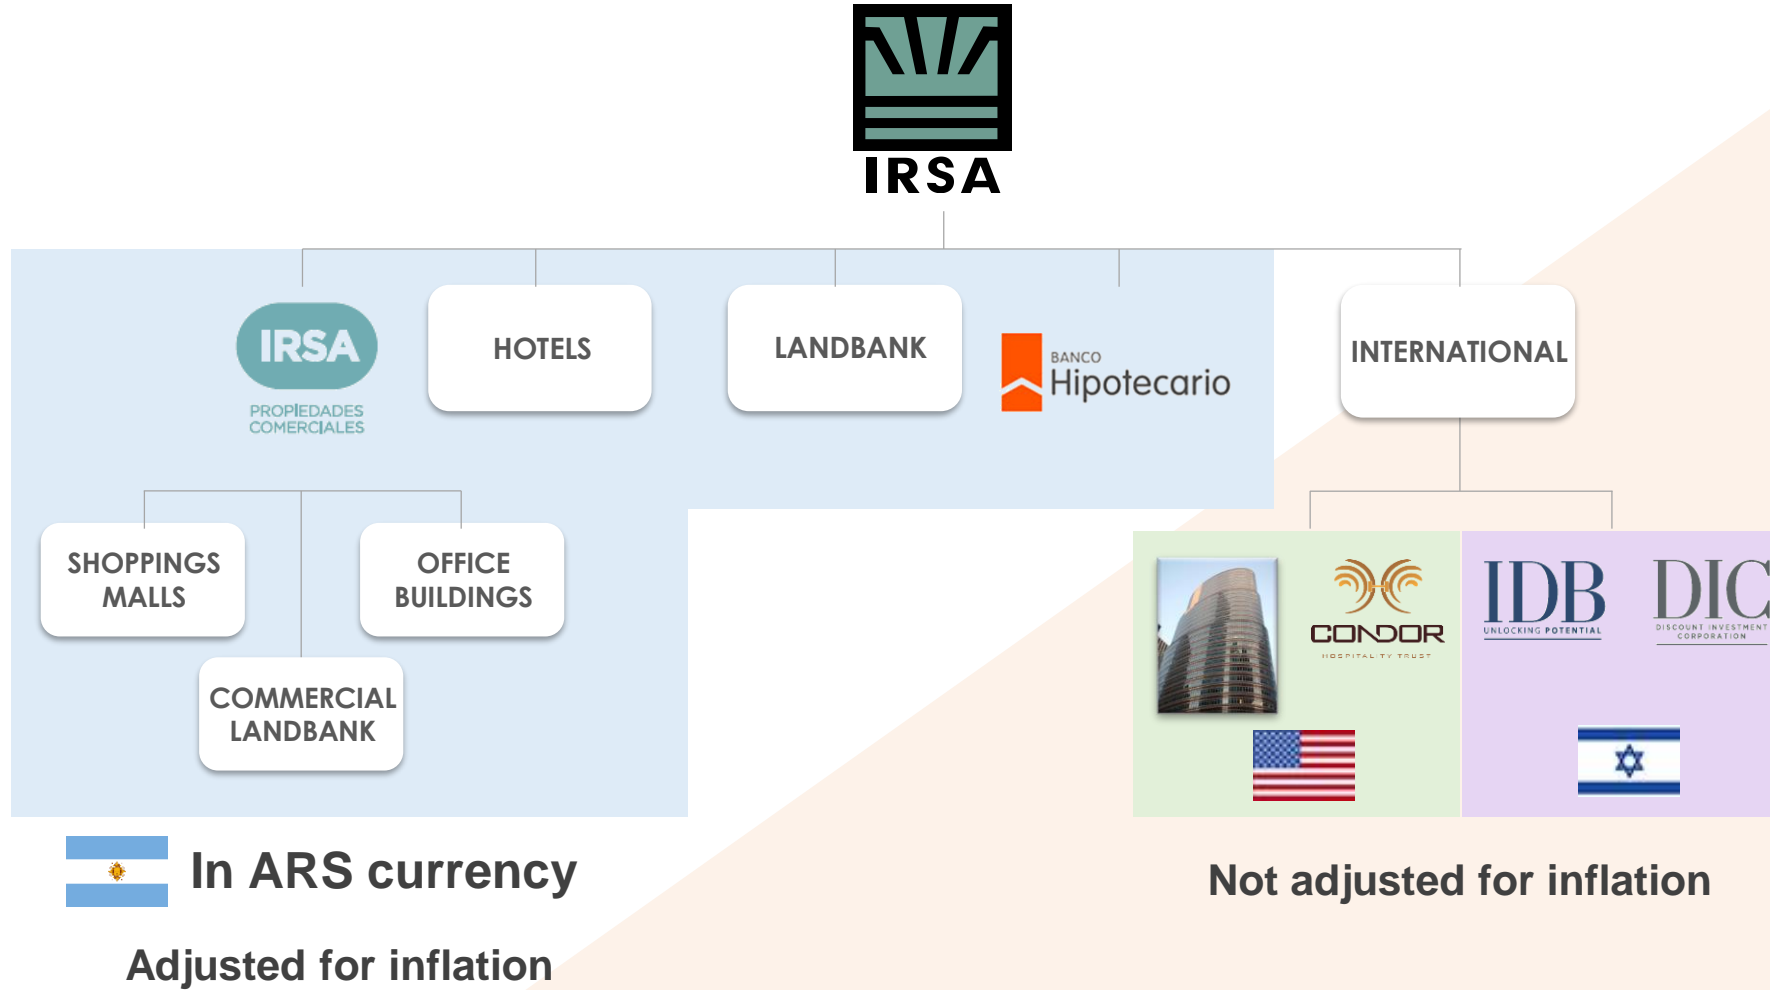 IRSA
IRSA
PROPIEDADES
COMERCIALES
HOTELS
LANDBANK
BANCO
Hipotecario
INTERNATIONAL
SHOPPINGS
MALLS
OFFICE
BUILDINGS
COMMERCIAL
LANDBANK
CONDOR
HOSPITALITY TRUST
IDB
UNLOCKING POTENTIAL
DIC
DISCOUNT INVESTMENT
CORPORATION
In ARS currency
Adjusted for inflation
Not adjusted for inflation